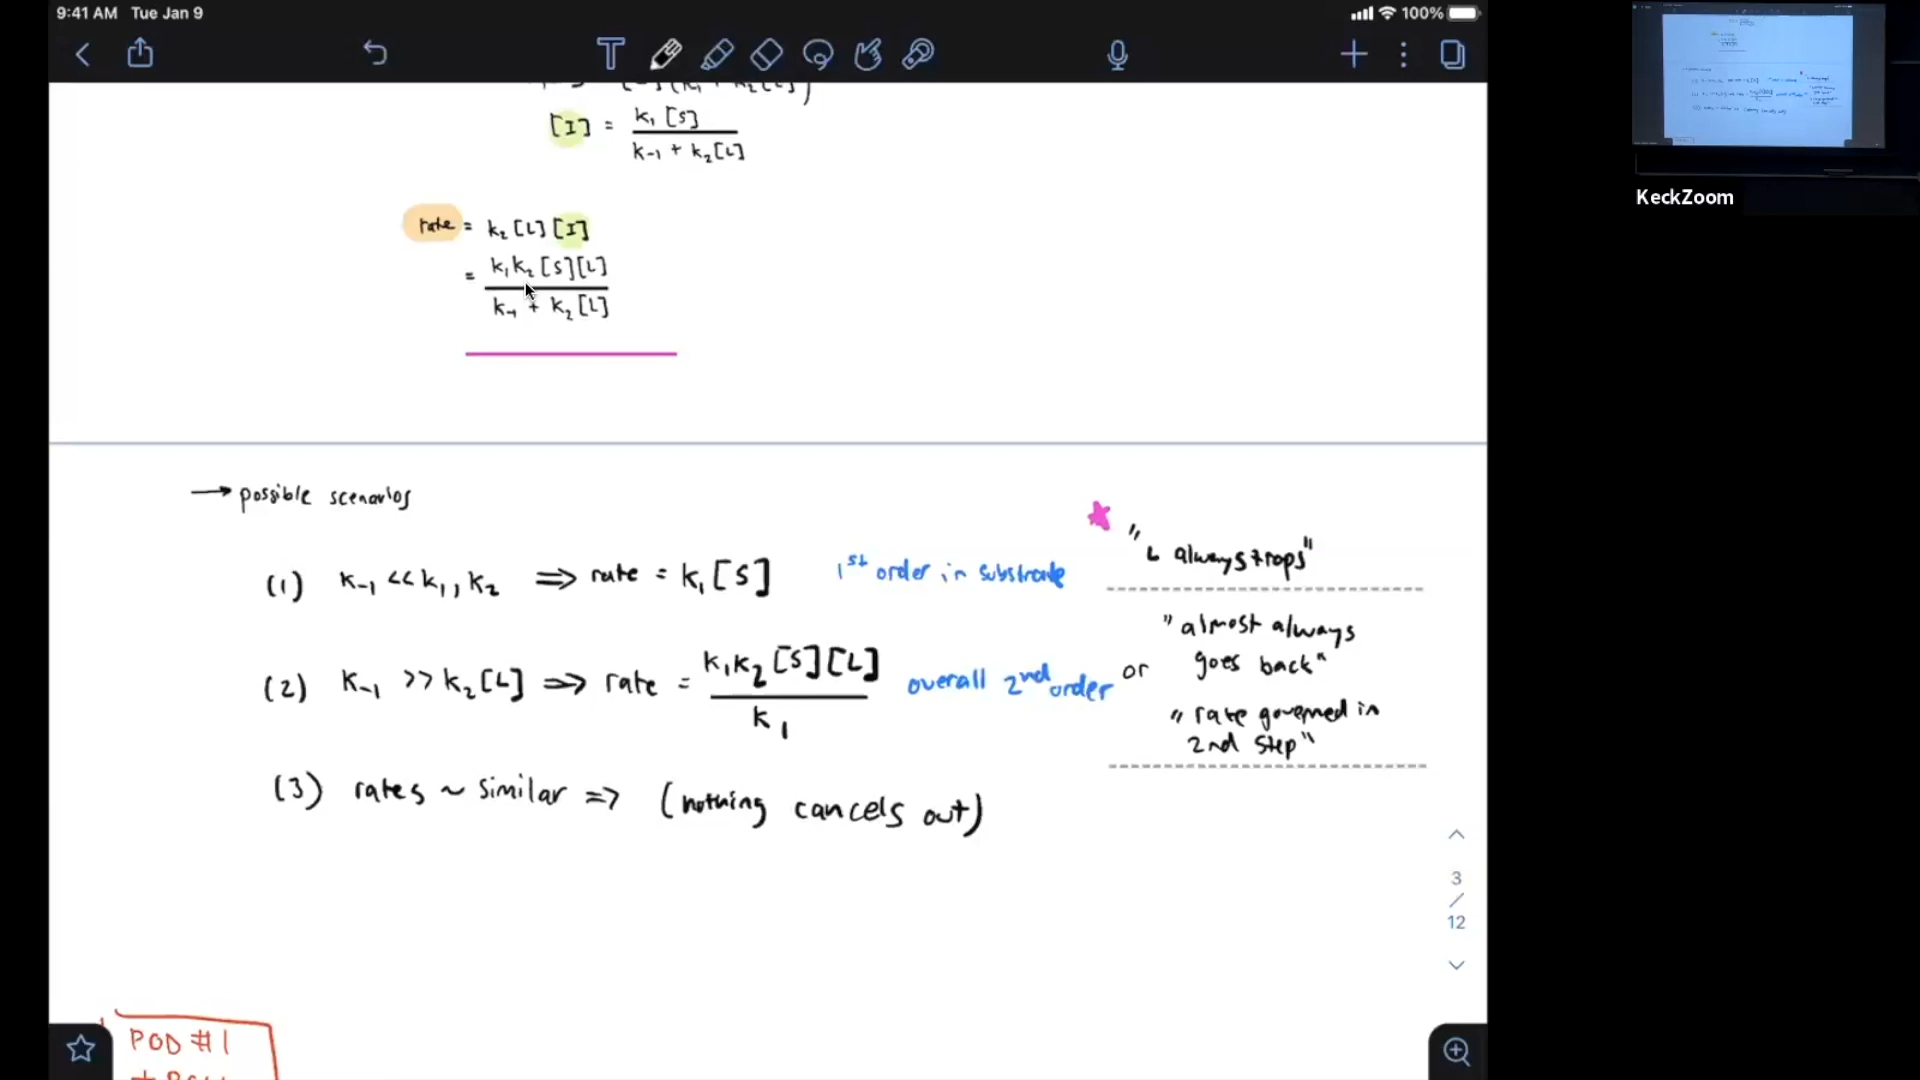 9:41 AM Tue Jan 9
100%
[I] = k₁ [S] / k₋₁ + k₂[L]
rate = k₂ [L] [I]
= k₁k₂ [S][L] / k₋₁ + k₂ [L]
→ possible scenarios
(1) k₋₁ << k₁, k₂ ⇒ rate = k₁ [S] 1st order in substrate
★ "L always traps"
(2) k₋₁ >> k₂[L] ⇒ rate = k₁k₂ [S][L] / k₁ overall 2nd order or
"almost always
goes back"
"rate governed in
2nd step"
(3) rates ~ similar ⇒ (nothing cancels out)
3
/
12
POD #1
KeckZoom